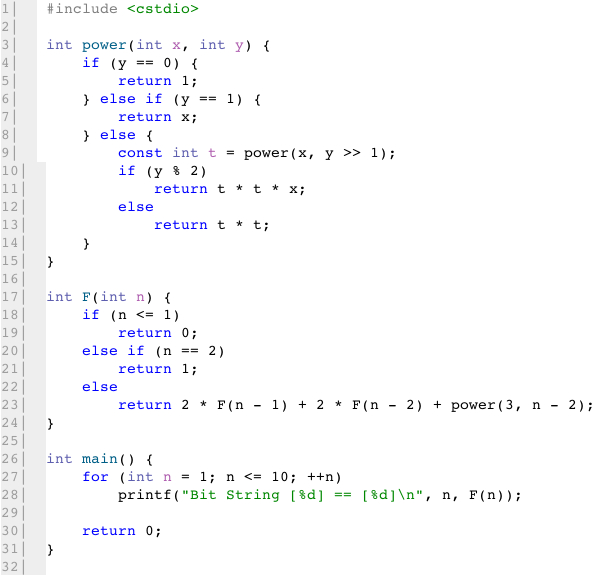 1| #include <cstdio>
2|
3| int power(int x, int y) {
4|     if (y == 0) {
5|         return 1;
6|     } else if (y == 1) {
7|         return x;
8|     } else {
9|         const int t = power(x, y >> 1);
10|         if (y % 2)
11|             return t * t * x;
12|         else
13|             return t * t;
14|     }
15| }
16|
17| int F(int n) {
18|     if (n <= 1)
19|         return 0;
20|     else if (n == 2)
21|         return 1;
22|     else
23|         return 2 * F(n - 1) + 2 * F(n - 2) + power(3, n - 2);
24| }
25|
26| int main() {
27|     for (int n = 1; n <= 10; ++n)
28|         printf("Bit String [%d] == [%d]\n", n, F(n));
29|
30|     return 0;
31| }
32|